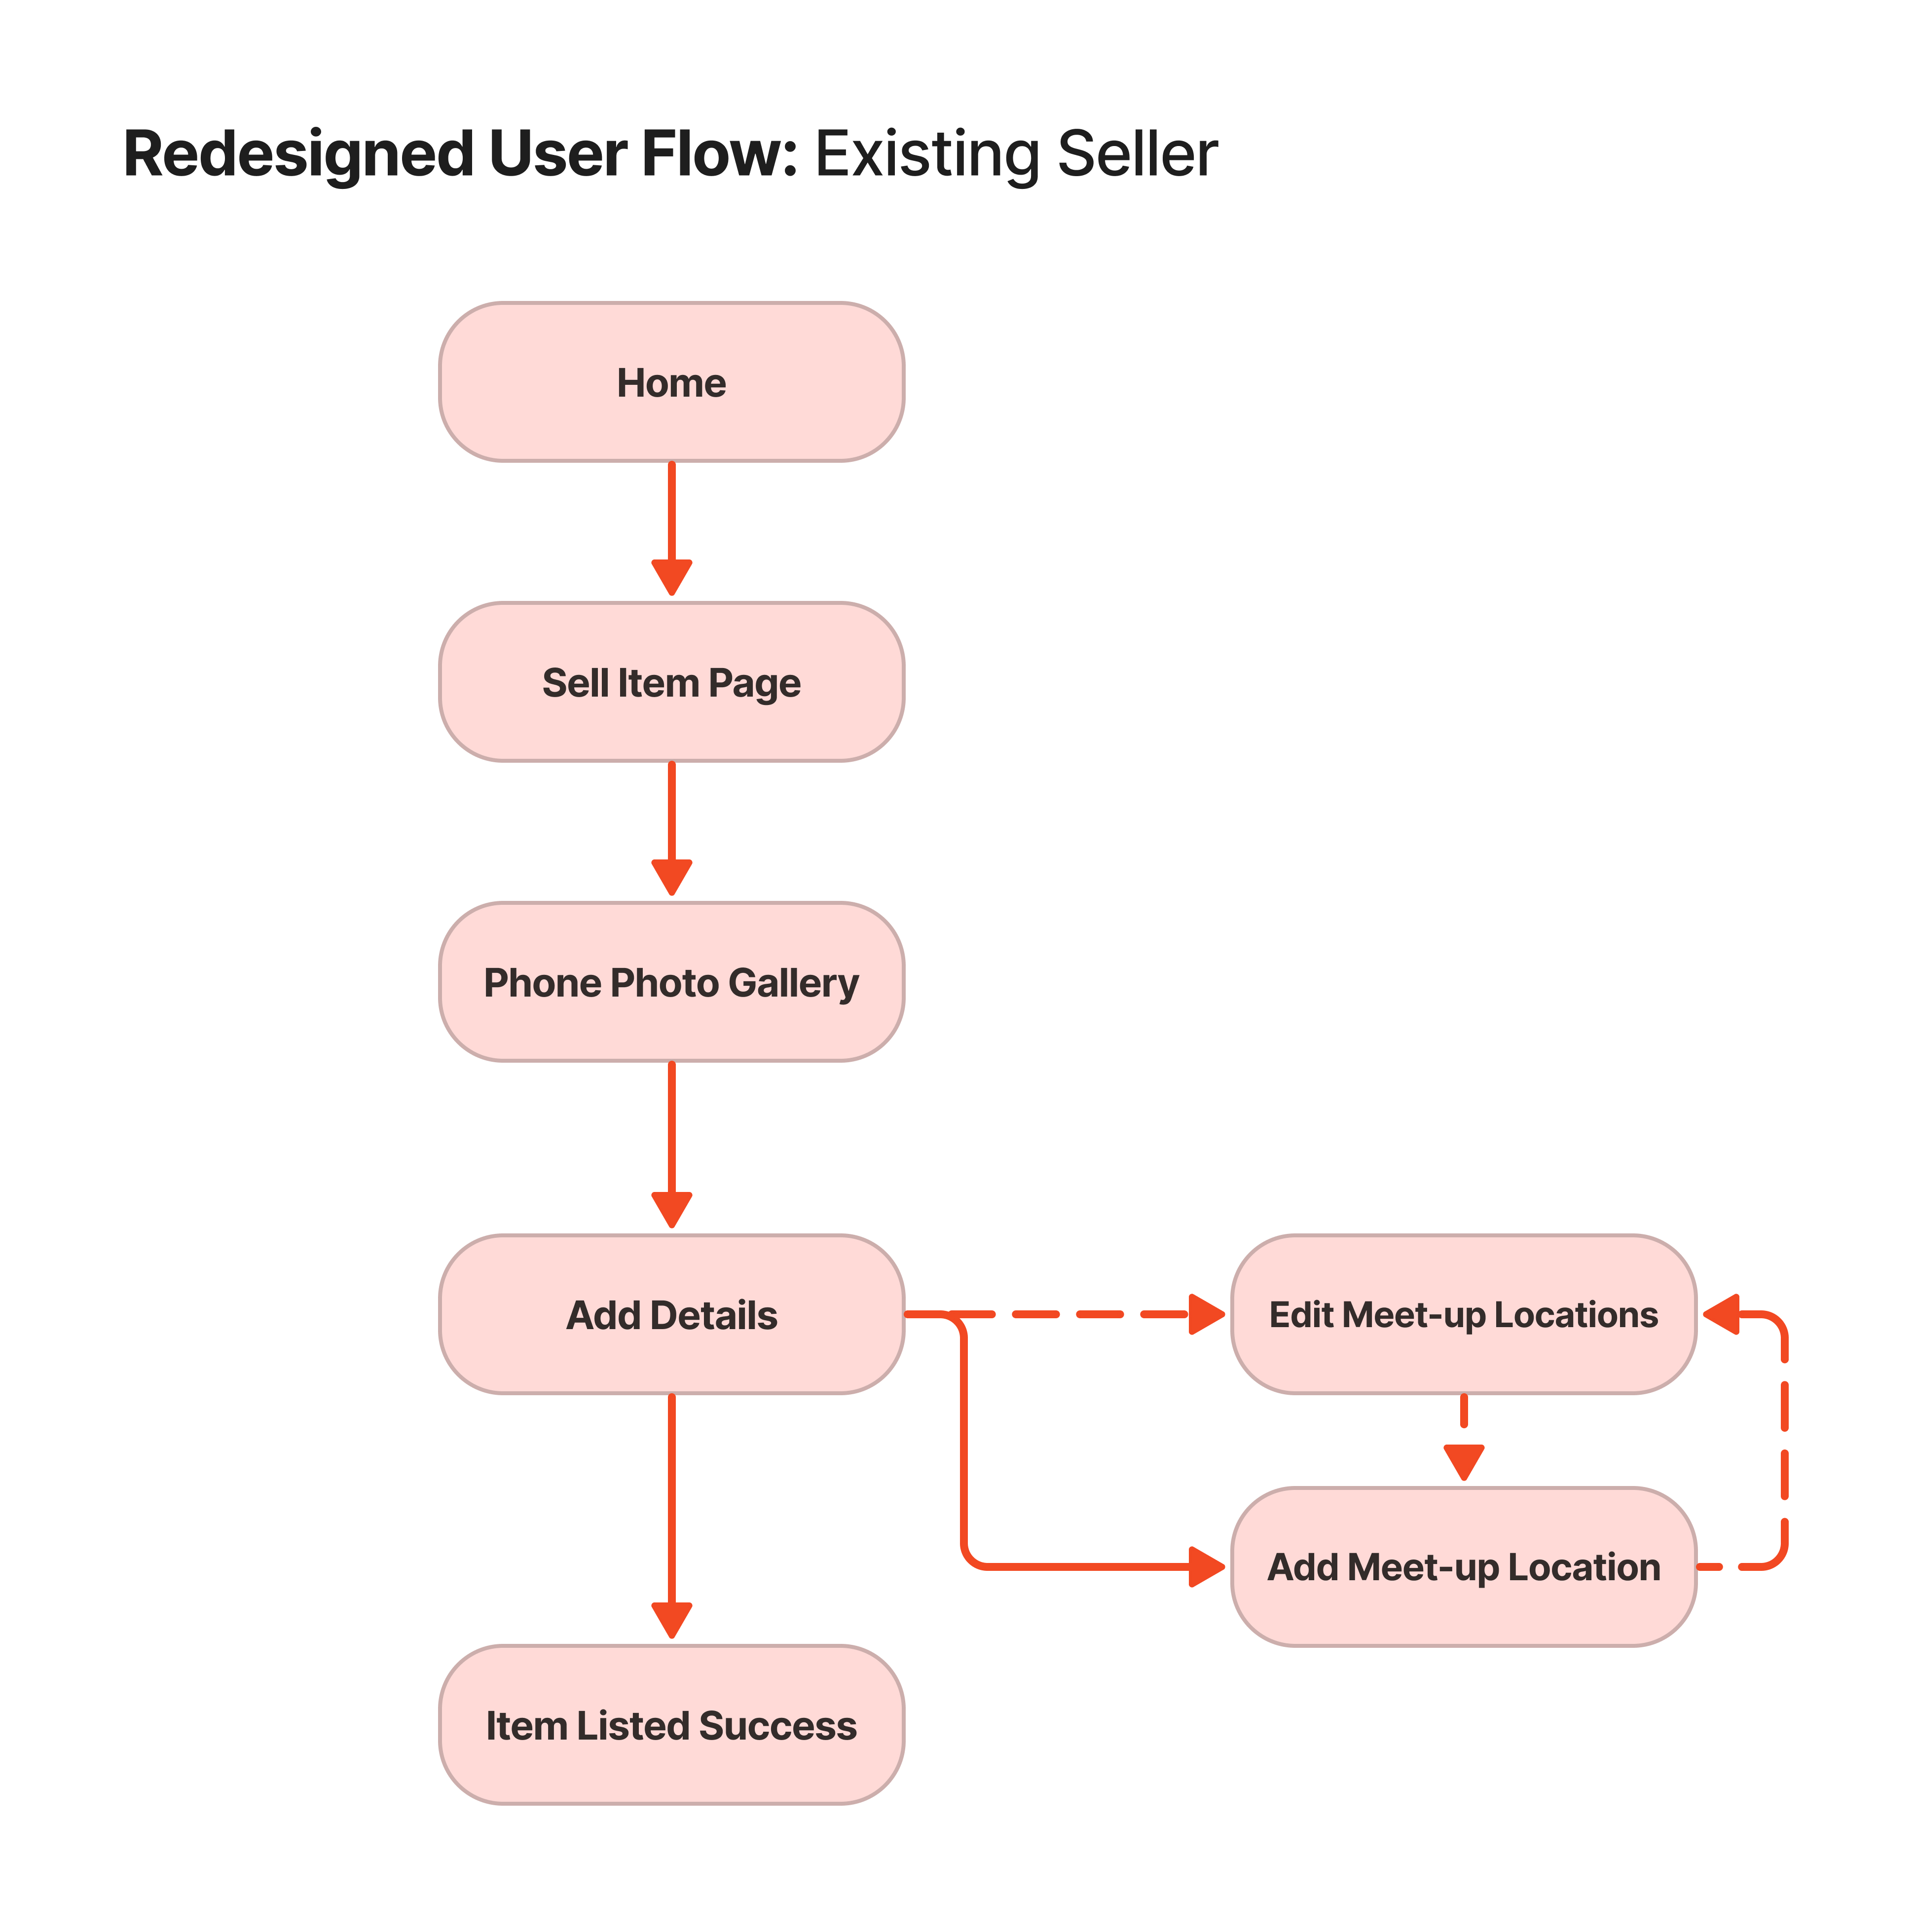 Redesigned User Flow: Existing Seller
Home
Sell Item Page
Phone Photo Gallery
Add Details
Edit Meet-up Locations
Add Meet-up Location
Item Listed Success